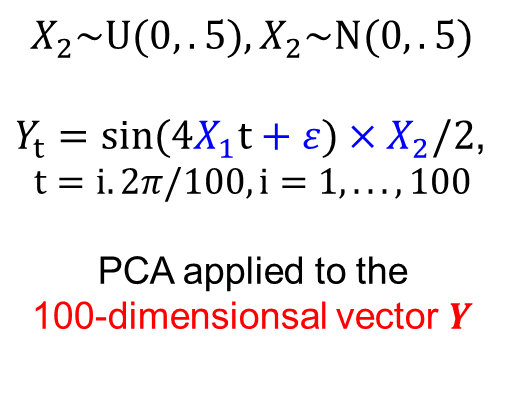 X₂~U(0,.5), X₂~N(0,.5)
Yₜ = sin(4X₁t + ε) × X₂/2,
t = i.2π/100, i = 1,...,100
PCA applied to the
100-dimensionsal vector Y